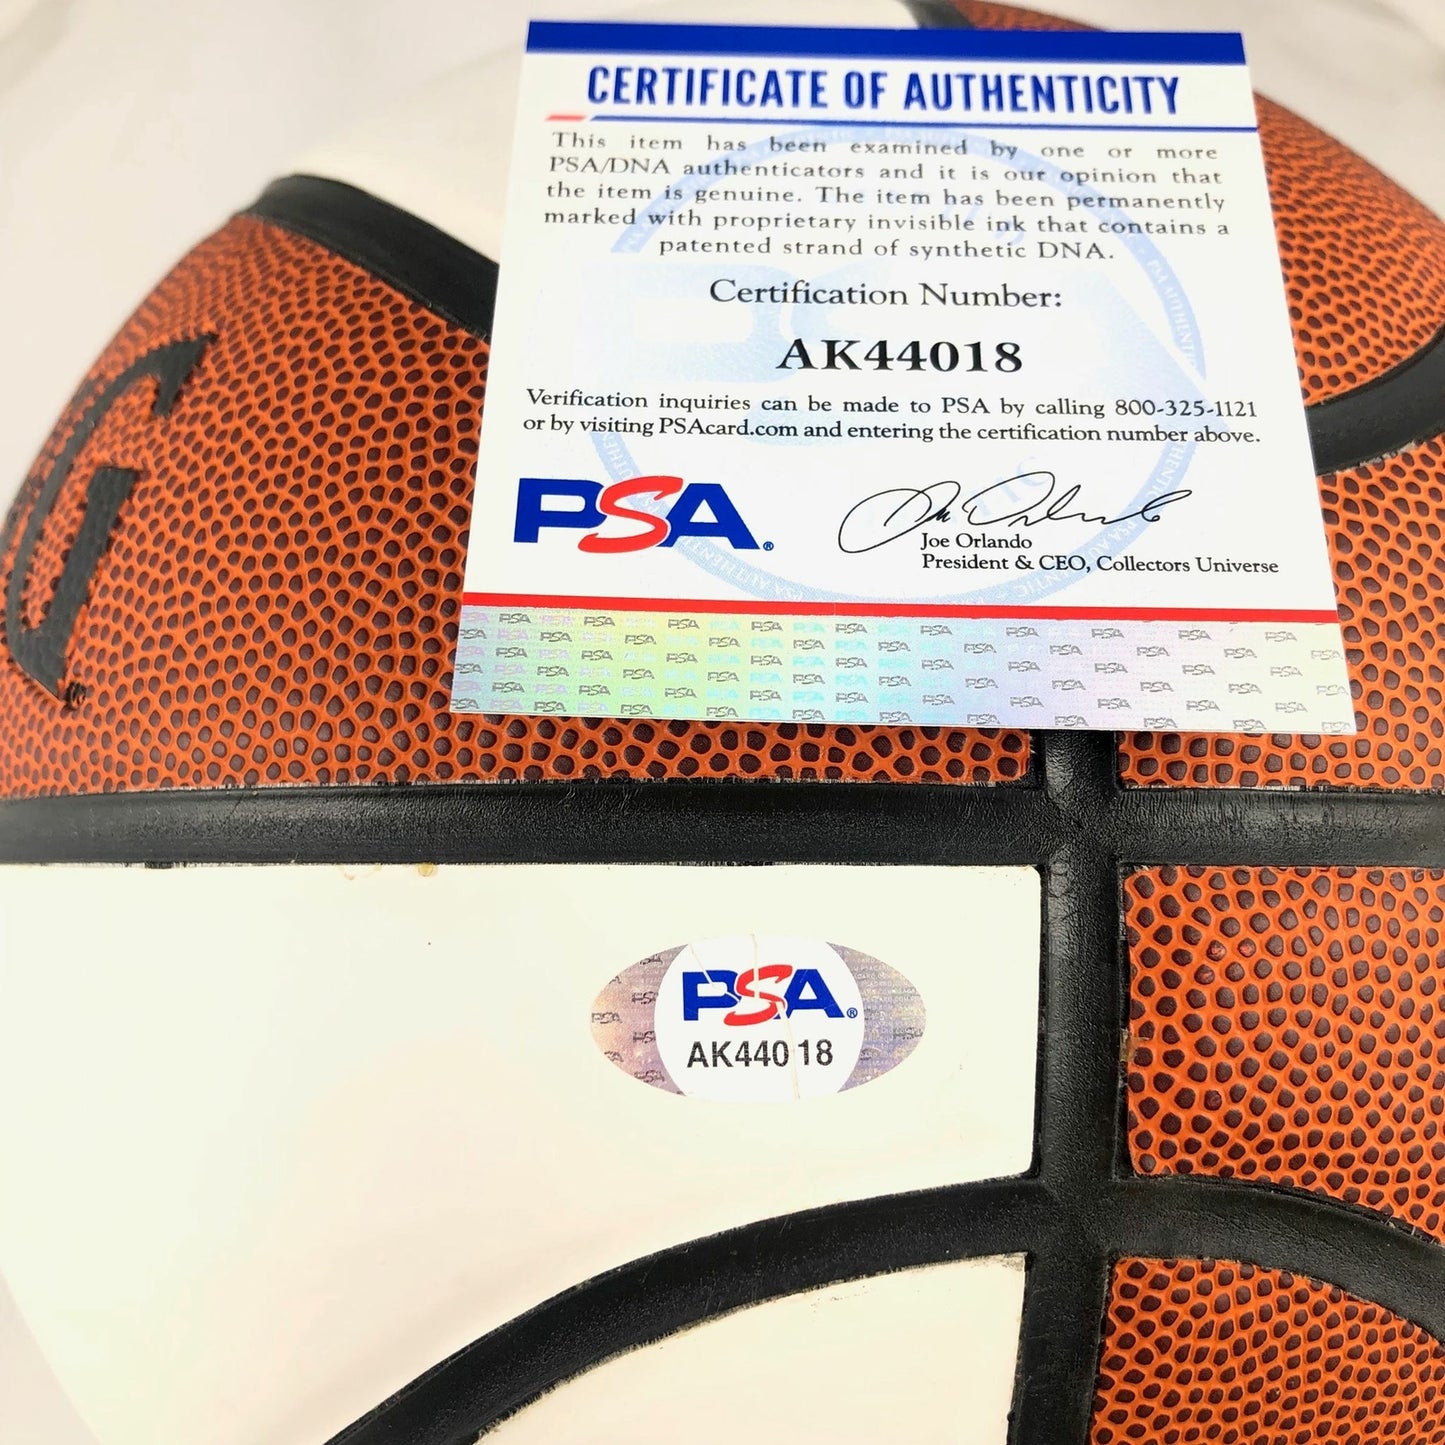 CERTIFICATE OF AUTHENTICITY
This item has been examined by one or more
PSA/DNA authenticators and it is our opinion that
the item is genuine. The item has been permanently
marked with proprietary invisible ink that contains a
patented strand of synthetic DNA.
Certification Number:
AK44018
Verification inquiries can be made to PSA by calling 800-325-1121
or by visiting PSAcard.com and entering the certification number above.
PSA®
Joe Orlando
President & CEO, Collectors Universe
PSA®
AK44018